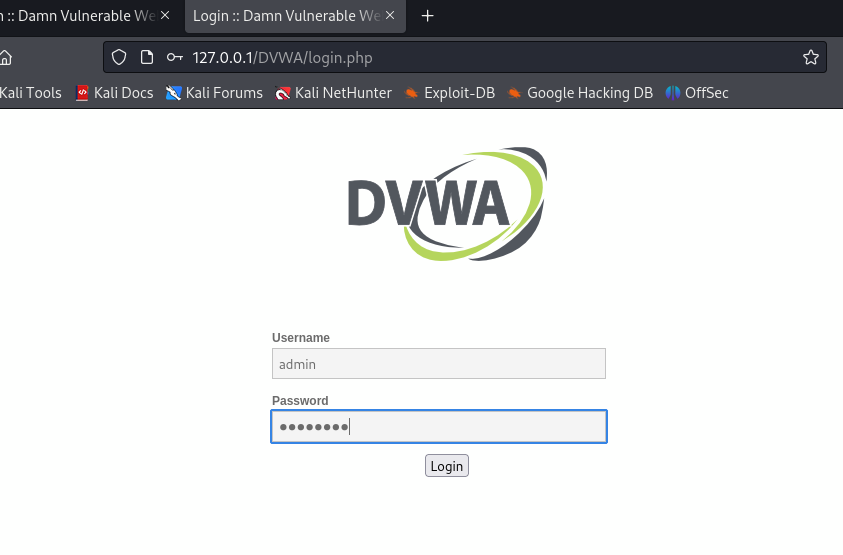 n :: Damn Vulnerable We Login :: Damn Vulnerable We
127.0.0.1/DVWA/login.php
Kali Tools Kali Docs Kali Forums Kali NetHunter Exploit-DB Google Hacking DB OffSec
DVWA
Username
admin
Password
Login